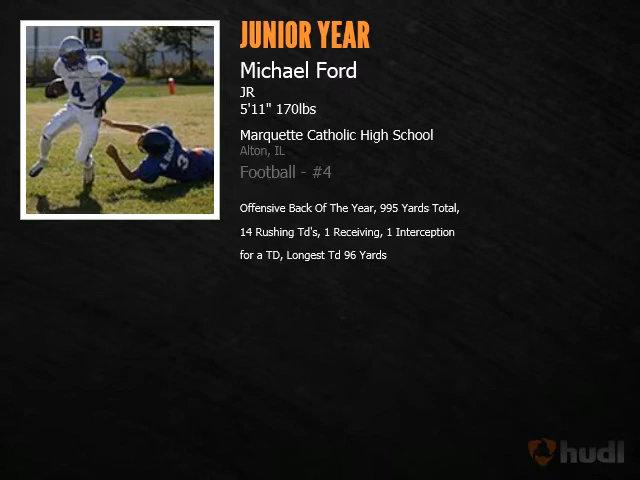 JUNIOR YEAR
Michael Ford
JR
5'11" 170lbs
Marquette Catholic High School
Alton, IL
Football - #4
Offensive Back Of The Year, 995 Yards Total,
14 Rushing Td's, 1 Receiving, 1 Interception
for a TD, Longest Td 96 Yards
4
3
hudl